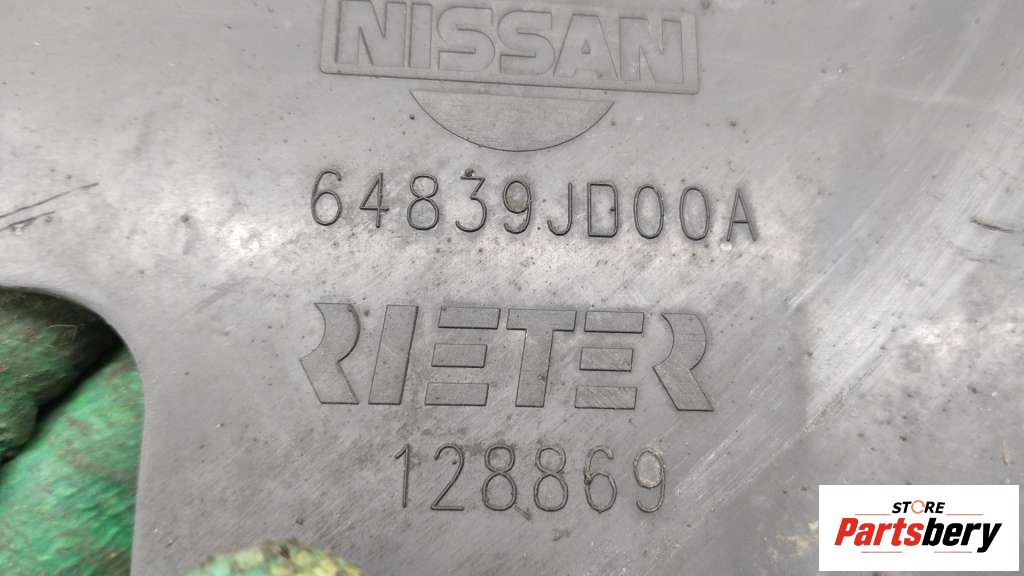 NISSAN
64839JD00A
RIETER
128869
STORE
Partsbery